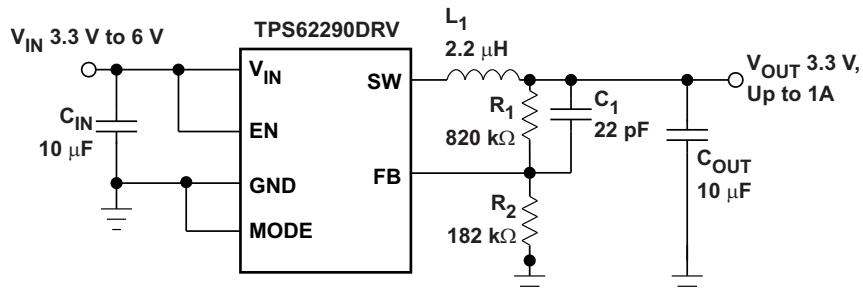 TPS62290DRV
V_IN 3.3 V to 6 V
C_IN
10 μF
V_IN
EN
GND
MODE
SW
FB
L_1
2.2 μH
R_1
820 kΩ
C_1
22 pF
R_2
182 kΩ
V_OUT 3.3 V,
Up to 1A
C_OUT
10 μF